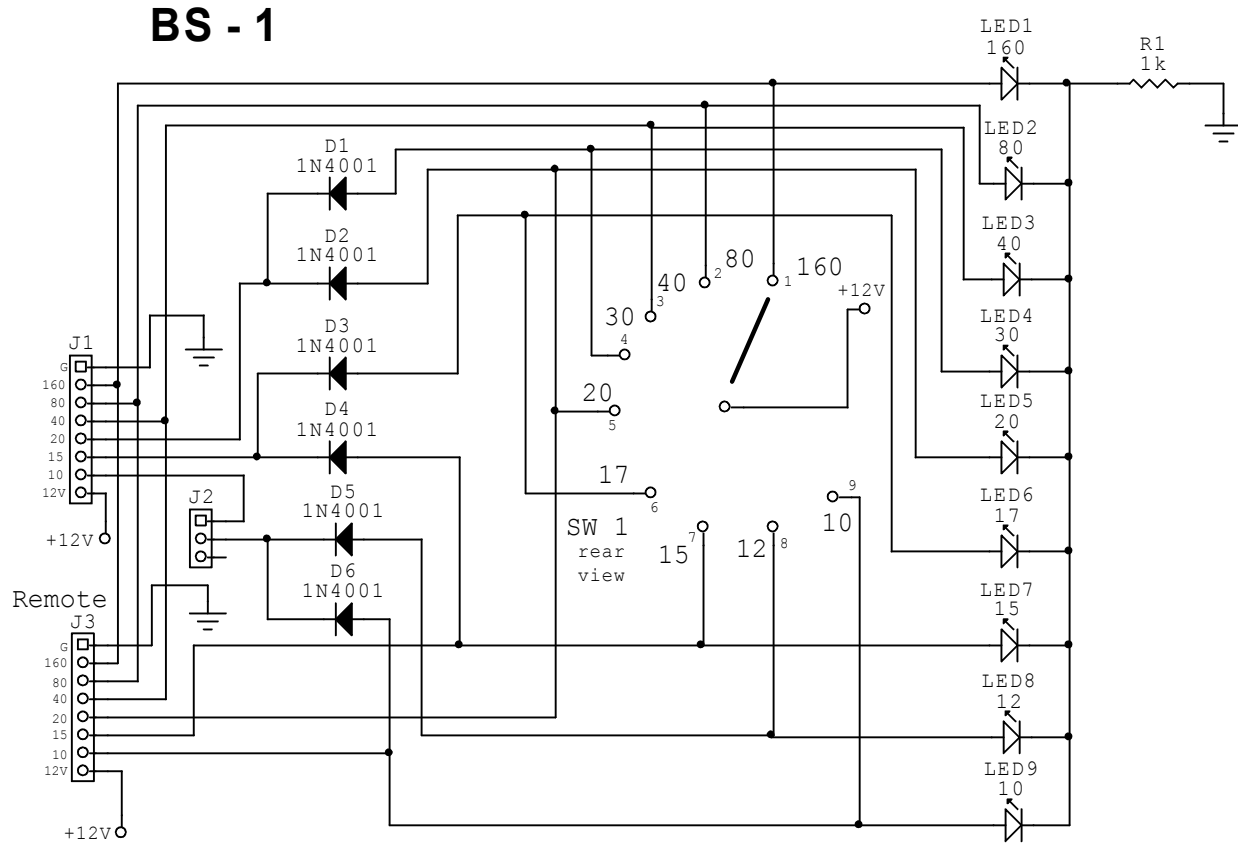 BS - 1
LED1
160
R1
1k
LED2
80
D1
1N4001
LED3
40
D2
1N4001
80
160
40
2
1
+12V
3
30
4
LED4
30
D3
1N4001
J1
G
160
80
40
20
15
10
12V
20
5
LED5
20
D4
1N4001
17
6
9
10
LED6
17
D5
1N4001
J2
+12V
SW 1
rear
view
15
7
12
8
D6
1N4001
LED7
15
Remote
J3
G
160
80
40
20
15
10
12V
LED8
12
LED9
10
+12V